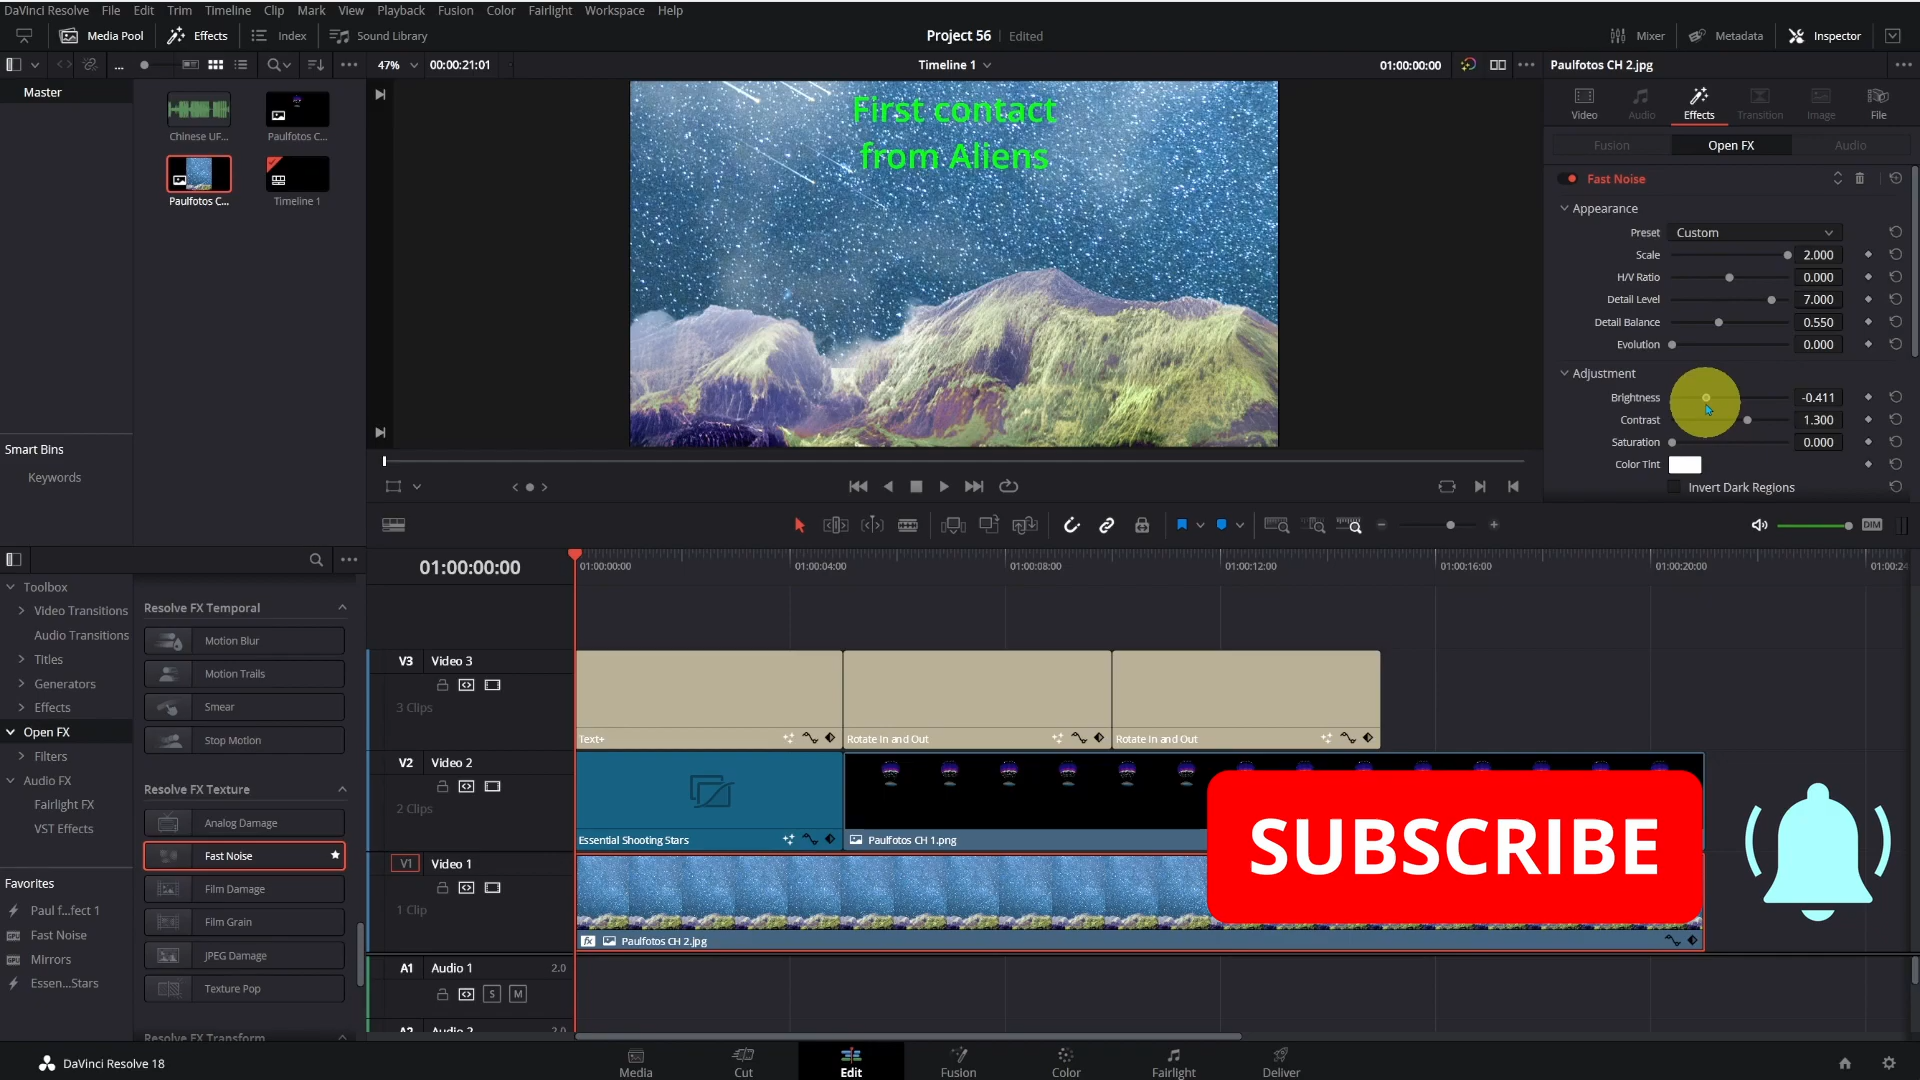 DaVinci Resolve File Edit Trim Timeline Clip Mark View Playback Fusion Color Fairlight Workspace Help
Media Pool Effects Index Sound Library Project 56 Edited Mixer Metadata Inspector
47% 00:00:21:01 Timeline 1 01:00:00:00 Paulfotos CH 2.jpg
Master
Chinese UF... Paulfotos C...
Paulfotos C... Timeline 1
First contact
from Aliens
Video Audio Effects Transition Image File
Fusion Open FX Audio
Fast Noise
Appearance
Preset Custom
Scale 2.000
H/V Ratio 0.000
Detail Level 7.000
Detail Balance 0.550
Evolution 0.000
Adjustment
Brightness -0.411
Contrast 1.300
Saturation 0.000
Color Tint
Invert Dark Regions
Smart Bins
Keywords
DIM
01:00:00:00
01:00:00:00 01:00:04:00 01:00:08:00 01:00:12:00 01:00:16:00 01:00:20:00 01:00:24
Toolbox
Video Transitions
Audio Transitions
Titles
Generators
Effects
Open FX
Filters
Audio FX
Fairlight FX
VST Effects
Favorites
Paul f...fect 1
Fast Noise
Mirrors
Essen...Stars
Resolve FX Temporal
Motion Blur
Motion Trails
Smear
Stop Motion
Resolve FX Texture
Analog Damage
Fast Noise
Film Damage
Film Grain
JPEG Damage
Texture Pop
Resolve FX Transform
V3 Video 3
3 Clips
Text+ Rotate In and Out Rotate In and Out
V2 Video 2
2 Clips
Essential Shooting Stars Paulfotos CH 1.png
V1 Video 1
1 Clip
fx Paulfotos CH 2.jpg
SUBSCRIBE
A1 Audio 1 2.0
S M
A2 Audio 2 2.0
DaVinci Resolve 18
Media Cut Edit Fusion Color Fairlight Deliver